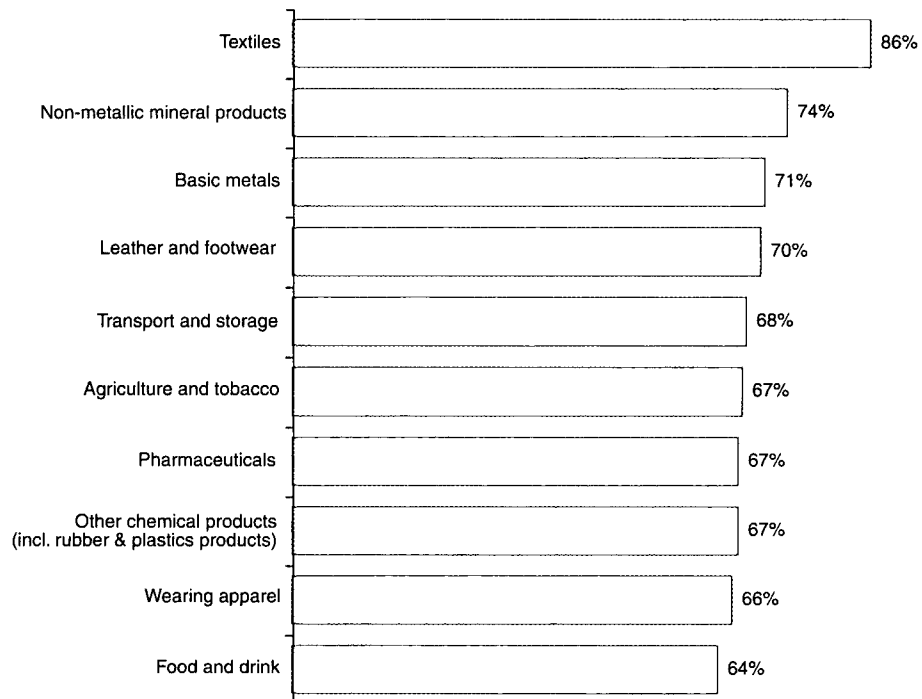 Textiles 86%
Non-metallic mineral products 74%
Basic metals 71%
Leather and footwear 70%
Transport and storage 68%
Agriculture and tobacco 67%
Pharmaceuticals 67%
Other chemical products
(incl. rubber & plastics products) 67%
Wearing apparel 66%
Food and drink 64%